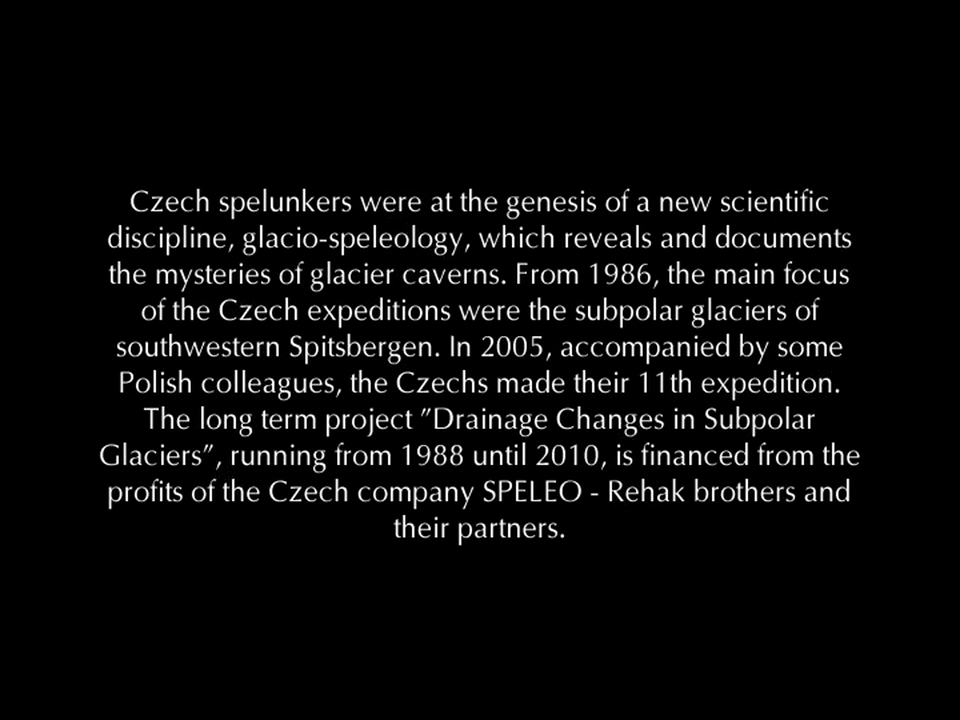 Czech spelunkers were at the genesis of a new scientific
discipline, glacio-speleology, which reveals and documents
the mysteries of glacier caverns. From 1986, the main focus
of the Czech expeditions were the subpolar glaciers of
southwestern Spitsbergen. In 2005, accompanied by some
Polish colleagues, the Czechs made their 11th expedition.
The long term project "Drainage Changes in Subpolar
Glaciers", running from 1988 until 2010, is financed from the
profits of the Czech company SPELEO - Rehak brothers and
their partners.